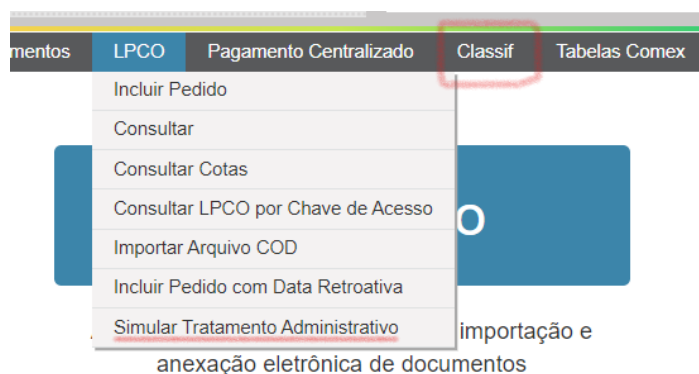 mentos LPCO Pagamento Centralizado Classif Tabelas Comex
Incluir Pedido
Consultar
Consultar Cotas
Consultar LPCO por Chave de Acesso
o
Importar Arquivo COD
Incluir Pedido com Data Retroativa
Simular Tratamento Administrativo importação e
anexação eletrônica de documentos